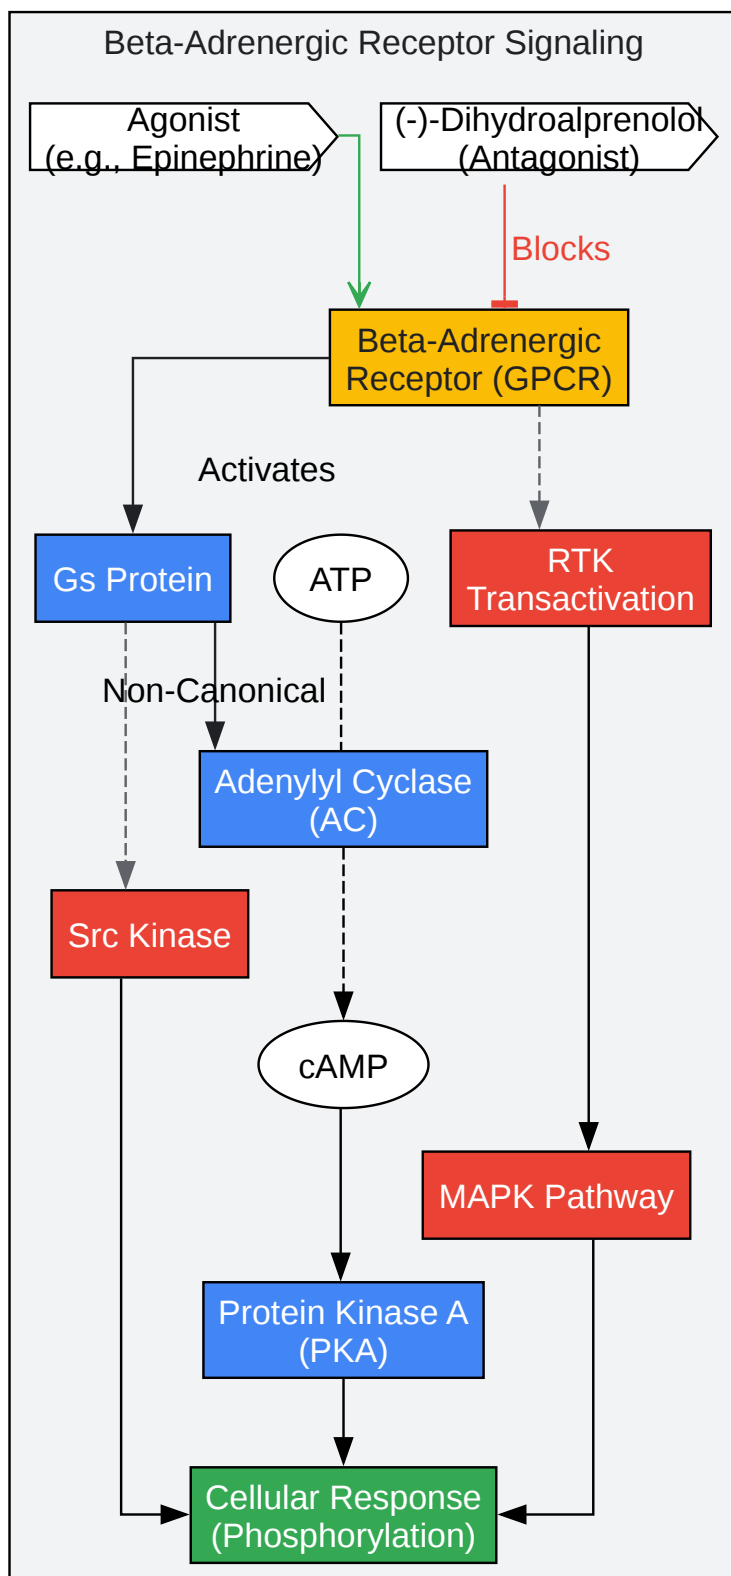 Beta-Adrenergic Receptor Signaling
Agonist
(e.g., Epinephrine)
(-)-Dihydroalprenolol
(Antagonist)
Blocks
Beta-Adrenergic
Receptor (GPCR)
Activates
Gs Protein
ATP
RTK
Transactivation
Non-Canonical
Adenylyl Cyclase
(AC)
Src Kinase
cAMP
MAPK Pathway
Protein Kinase A
(PKA)
Cellular Response
(Phosphorylation)